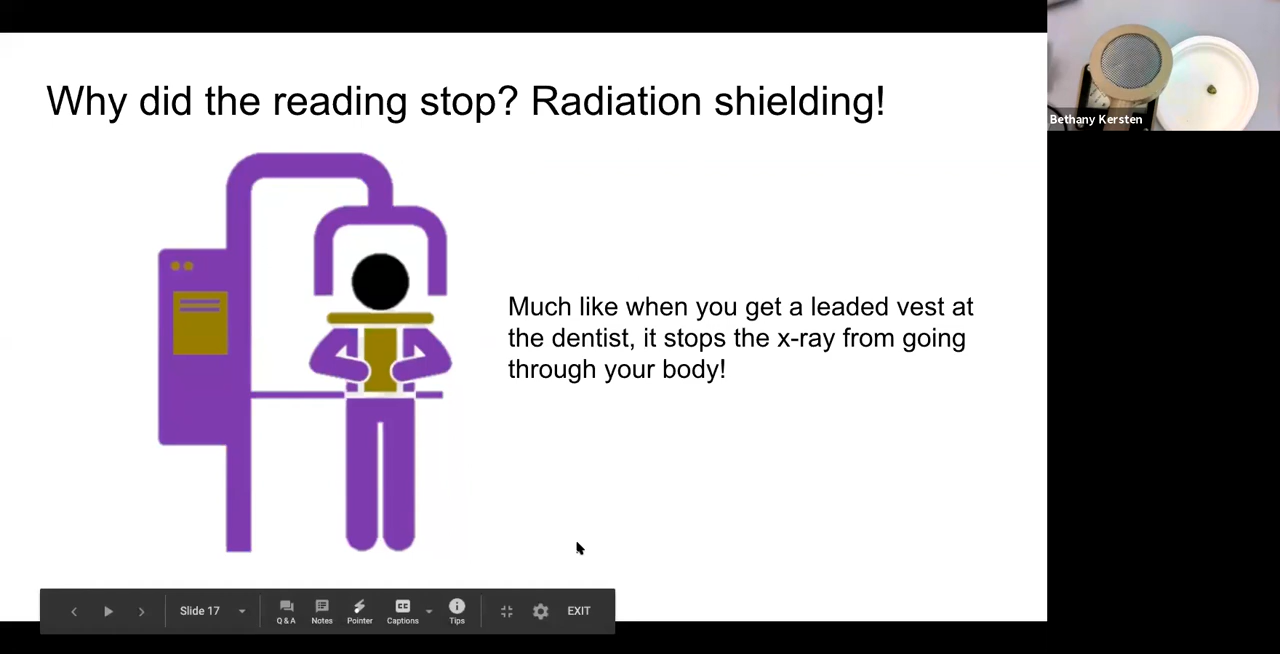 Why did the reading stop? Radiation shielding!
Bethany Kersten
Much like when you get a leaded vest at
the dentist, it stops the x-ray from going
through your body!
Slide 17
Q & A
Notes
Pointer
CC
Captions
Tips
EXIT